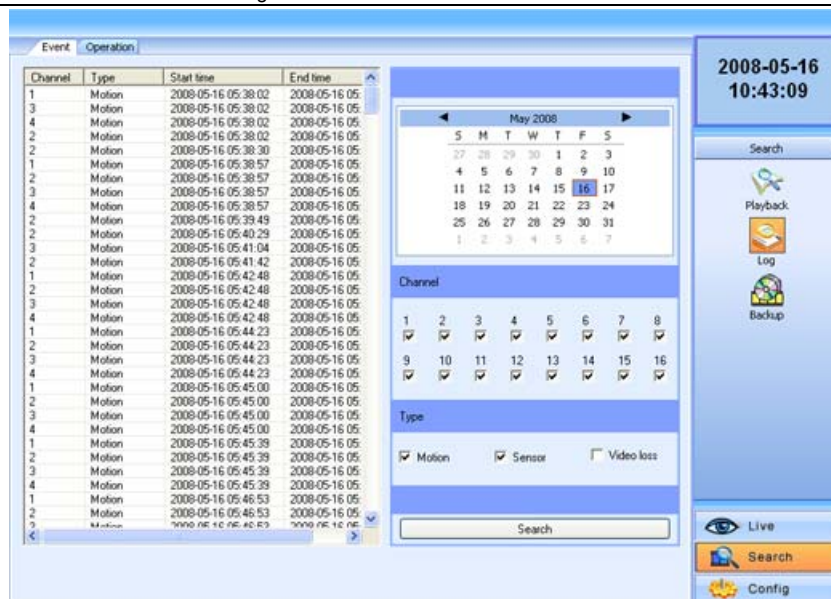 Event Operation
Channel Type Start time End time
1 Motion 2008-05-16 05:38:02 2008-05-16 05:
3 Motion 2008-05-16 05:38:02 2008-05-16 05:
4 Motion 2008-05-16 05:38:02 2008-05-16 05:
2 Motion 2008-05-16 05:38:02 2008-05-16 05:
2 Motion 2008-05-16 05:38:30 2008-05-16 05:
1 Motion 2008-05-16 05:38:57 2008-05-16 05:
2 Motion 2008-05-16 05:38:57 2008-05-16 05:
3 Motion 2008-05-16 05:38:57 2008-05-16 05:
4 Motion 2008-05-16 05:38:57 2008-05-16 05:
2 Motion 2008-05-16 05:39:49 2008-05-16 05:
2 Motion 2008-05-16 05:40:29 2008-05-16 05:
3 Motion 2008-05-16 05:41:04 2008-05-16 05:
2 Motion 2008-05-16 05:41:42 2008-05-16 05:
1 Motion 2008-05-16 05:42:48 2008-05-16 05:
2 Motion 2008-05-16 05:42:48 2008-05-16 05:
3 Motion 2008-05-16 05:42:48 2008-05-16 05:
4 Motion 2008-05-16 05:42:48 2008-05-16 05:
1 Motion 2008-05-16 05:44:23 2008-05-16 05:
2 Motion 2008-05-16 05:44:23 2008-05-16 05:
3 Motion 2008-05-16 05:44:23 2008-05-16 05:
4 Motion 2008-05-16 05:44:23 2008-05-16 05:
1 Motion 2008-05-16 05:45:00 2008-05-16 05:
2 Motion 2008-05-16 05:45:00 2008-05-16 05:
3 Motion 2008-05-16 05:45:00 2008-05-16 05:
4 Motion 2008-05-16 05:45:00 2008-05-16 05:
1 Motion 2008-05-16 05:45:39 2008-05-16 05:
2 Motion 2008-05-16 05:45:39 2008-05-16 05:
3 Motion 2008-05-16 05:45:39 2008-05-16 05:
4 Motion 2008-05-16 05:45:39 2008-05-16 05:
1 Motion 2008-05-16 05:46:53 2008-05-16 05:
2 Motion 2008-05-16 05:46:53 2008-05-16 05:
May 2008
S M T W T F S
27 28 29 30 1 2 3
4 5 6 7 8 9 10
11 12 13 14 15 16 17
18 19 20 21 22 23 24
25 26 27 28 29 30 31
1 2 3 4 5 6 7
Channel
1 2 3 4 5 6 7 8
9 10 11 12 13 14 15 16
Type
Motion Sensor Video loss
Search
2008-05-16
10:43:09
Search
Playback
Log
Backup
Live
Search
Config